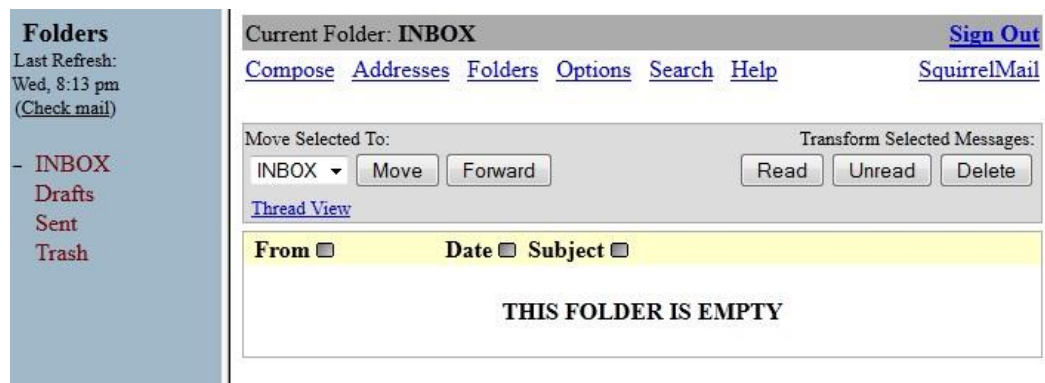 Folders
Last Refresh:
Wed, 8:13 pm
(Check mail)
– INBOX
Drafts
Sent
Trash
Current Folder: INBOX Sign Out
Compose Addresses Folders Options Search Help SquirrelMail
Move Selected To: Transform Selected Messages:
INBOX Move Forward Read Unread Delete
Thread View
From Date Subject
THIS FOLDER IS EMPTY